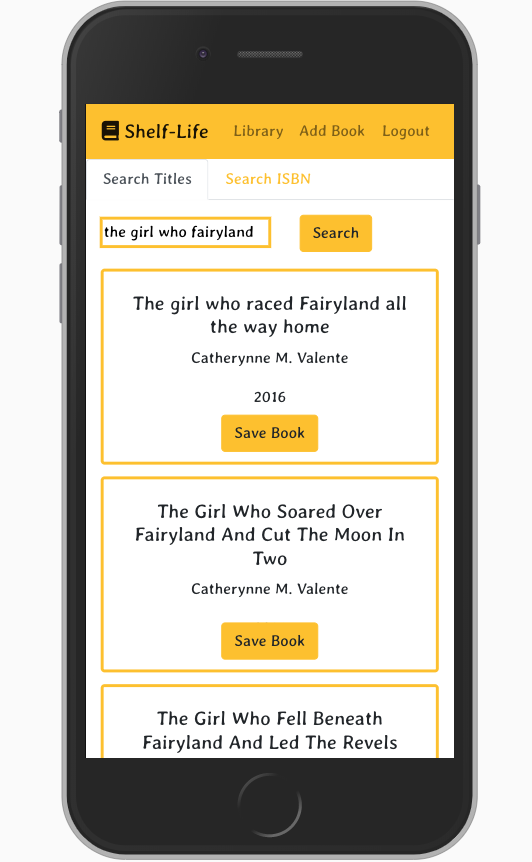 Shelf-Life Library Add Book Logout
Search Titles Search ISBN
the girl who fairyland Search
The girl who raced Fairyland all
the way home
Catherynne M. Valente
2016
Save Book
The Girl Who Soared Over
Fairyland And Cut The Moon In
Two
Catherynne M. Valente
Save Book
The Girl Who Fell Beneath
Fairyland And Led The Revels